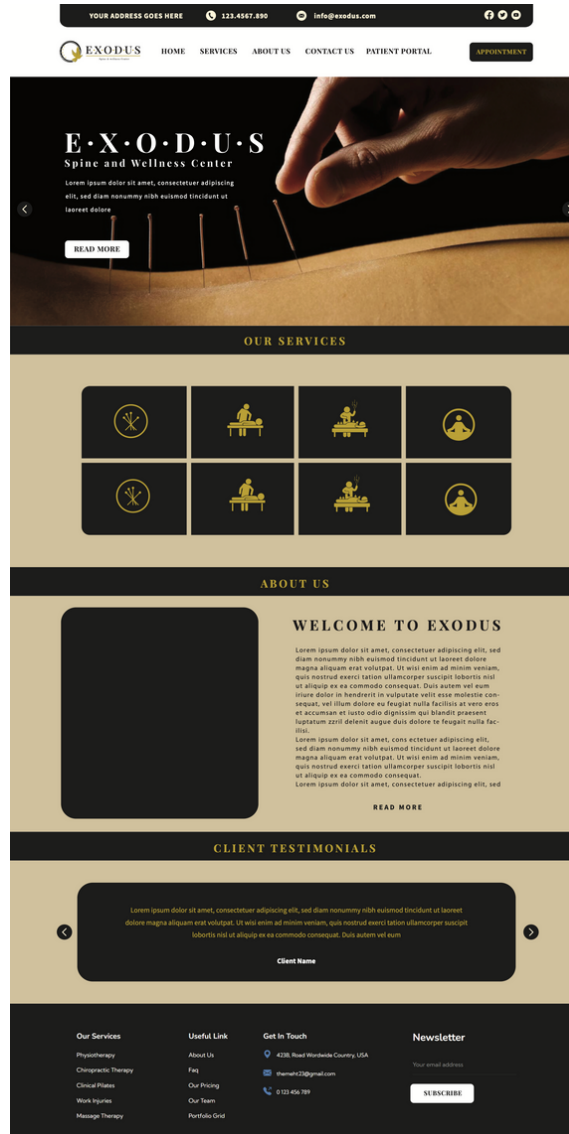 YOUR ADDRESS GOES HERE 123.4567.890 info@exodus.com
EXODUS
HOME SERVICES ABOUT US CONTACT US PATIENT PORTAL APPOINTMENT
E·X·O·D·U·S
Spine and Wellness Center
Lorem ipsum dolor sit amet, consectetuer adipiscing
elit, sed diam nonummy nibh euismod tincidunt ut
laoreet dolore
READ MORE
OUR SERVICES
ABOUT US
WELCOME TO EXODUS
Lorem ipsum dolor sit amet, consectetuer adipiscing elit, sed
diam nonummy nibh euismod tincidunt ut laoreet dolore
magna aliquam erat volutpat. Ut wisi enim ad minim veniam,
quis nostrud exerci tation ullamcorper suscipit lobortis nisl
ut aliquip ex ea commodo consequat. Duis autem vel eum
iriure dolor in hendrerit in vulputate velit esse molestie con-
sequat, vel illum dolore eu feugiat nulla facilisis at vero eros
et accumsan et iusto odio dignissim qui blandit praesent
luptatum zzril delenit augue duis dolore te feugait nulla fac-
ilisi.
Lorem ipsum dolor sit amet, cons ectetuer adipiscing elit,
sed diam nonummy nibh euismod tincidunt ut laoreet dolore
magna aliquam erat volutpat. Ut wisi enim ad minim veniam,
quis nostrud exerci tation ullamcorper suscipit lobortis nisl
ut aliquip ex ea commodo consequat.
Lorem ipsum dolor sit amet, consectetuer adipiscing elit, sed
READ MORE
CLIENT TESTIMONIALS
Lorem ipsum dolor sit amet, consectetuer adipiscing elit, sed diam nonummy nibh euismod tincidunt ut laoreet
dolore magna aliquam erat volutpat. Ut wisi enim ad minim veniam, quis nostrud exerci tation ullamcorper suscipit
lobortis nisl ut aliquip ex ea commodo consequat. Duis autem vel eum
Client Name
Our Services
Physiotherapy
Chiropractic Therapy
Clinical Pilates
Work Injuries
Massage Therapy
Useful Link
About Us
Faq
Our Pricing
Our Team
Portfolio Grid
Get In Touch
423B, Road Wordwide Country, USA
themeht23@gmail.com
0 123 456 789
Newsletter
Your email address
SUBSCRIBE